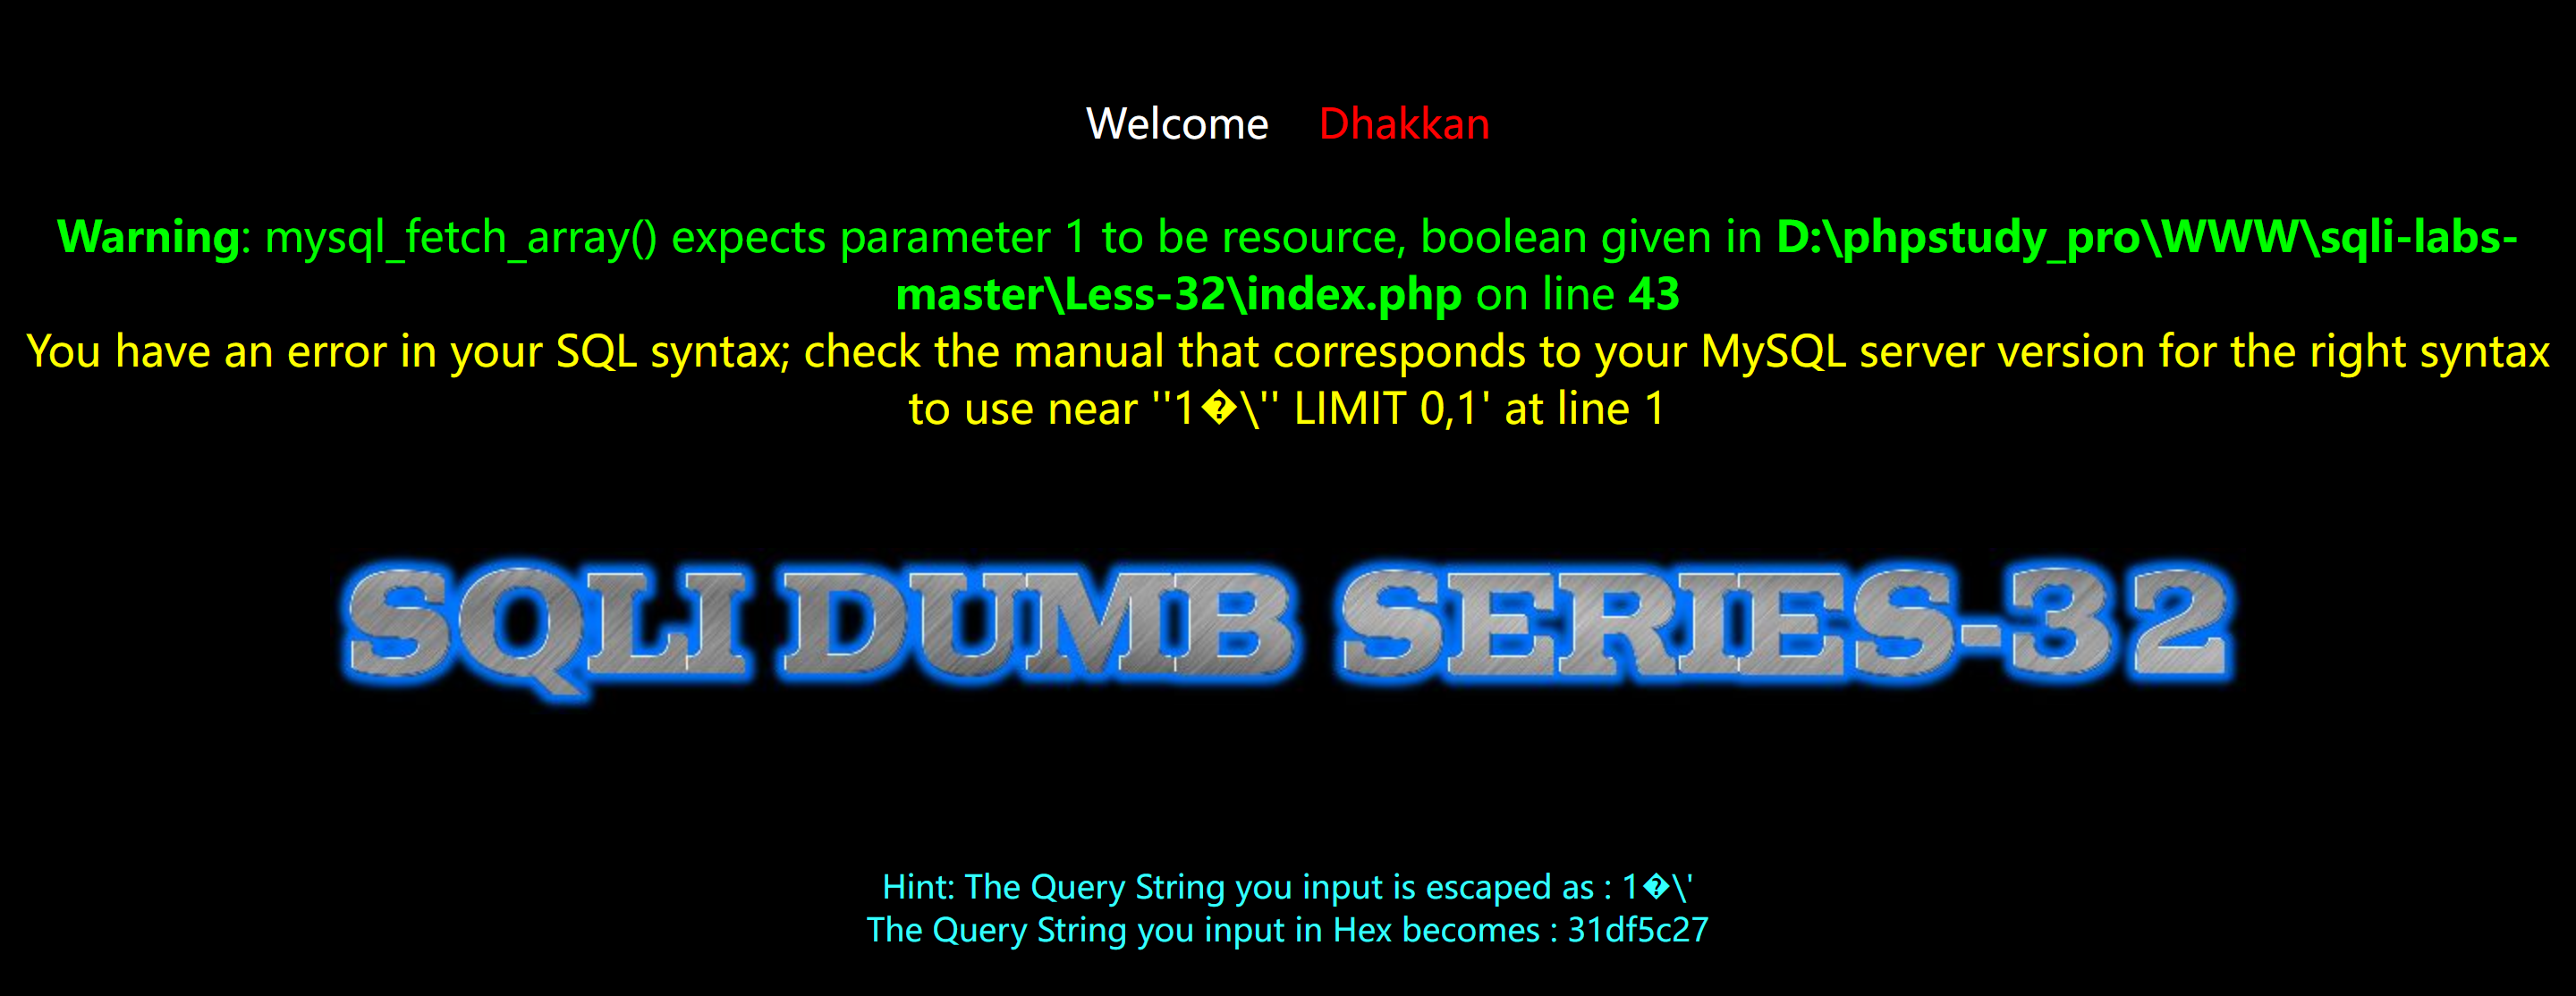 Welcome Dhakkan
Warning: mysql_fetch_array() expects parameter 1 to be resource, boolean given in D:\phpstudy_pro\WWW\sqli-labs-
master\Less-32\index.php on line 43
You have an error in your SQL syntax; check the manual that corresponds to your MySQL server version for the right syntax
to use near ''1�\'' LIMIT 0,1' at line 1
SQLI DUMB SERIES-32
Hint: The Query String you input is escaped as : 1�\'
The Query String you input in Hex becomes : 31df5c27